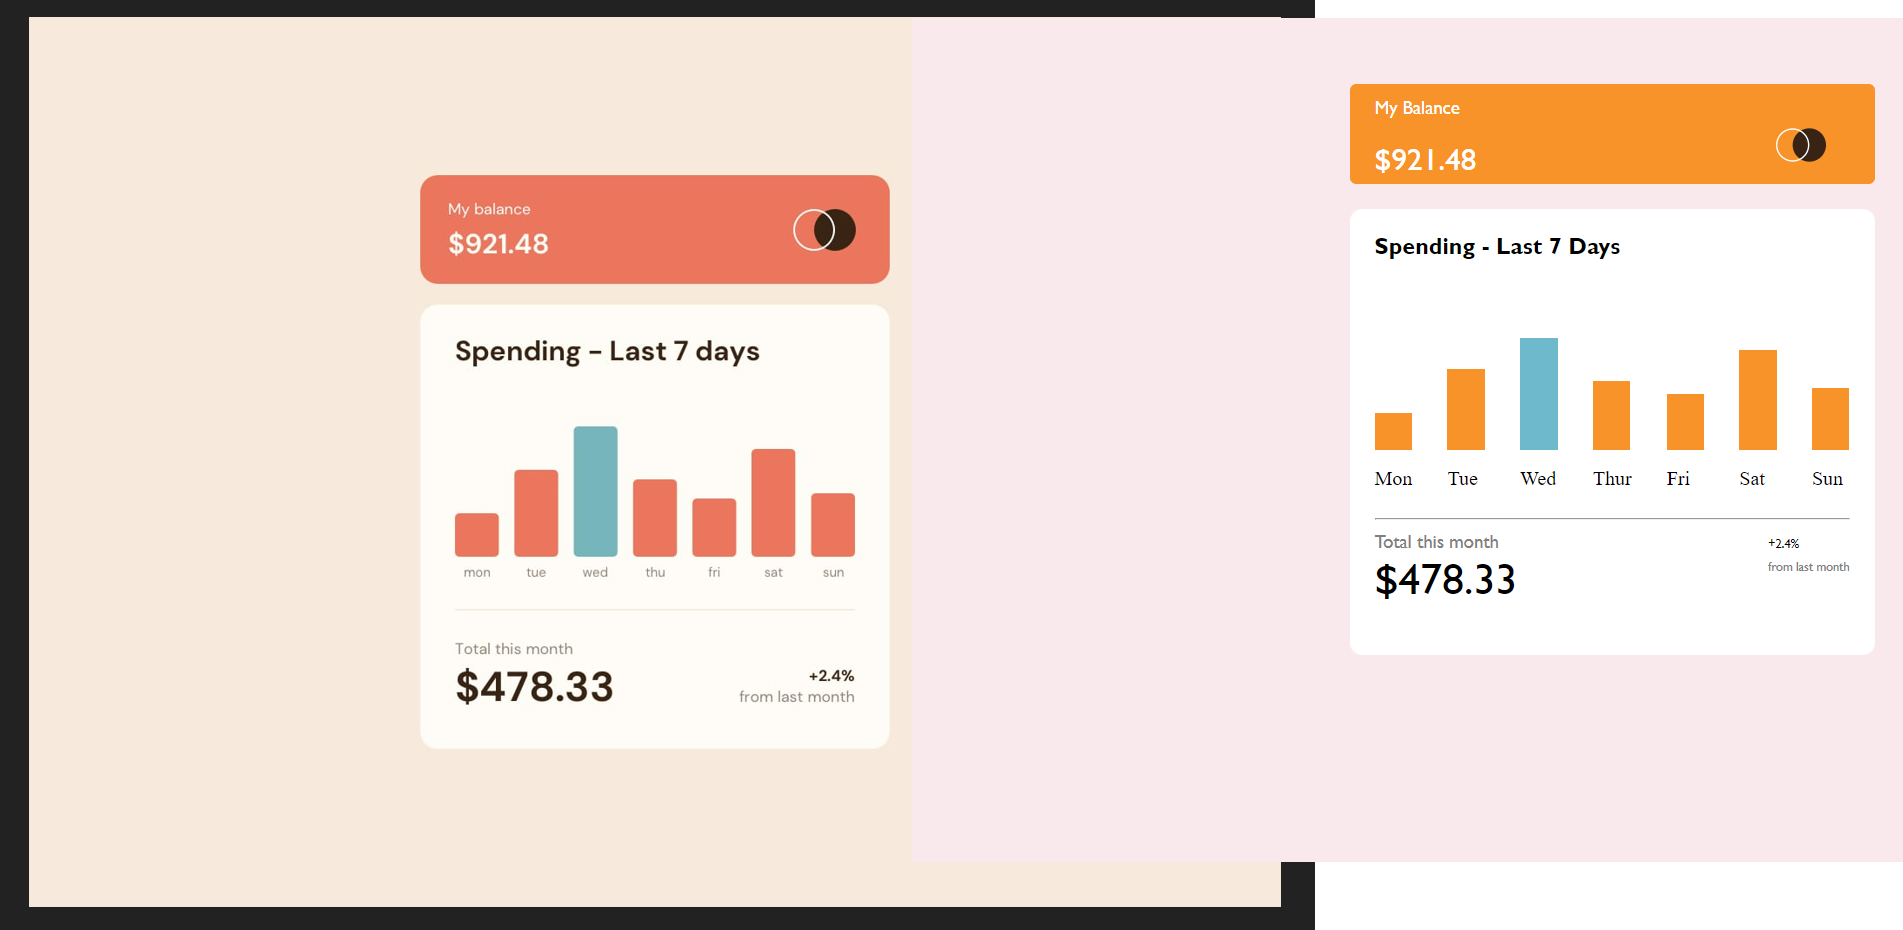 My balance
$921.48
Spending - Last 7 days
mon tue wed thu fri sat sun
Total this month
$478.33
+2.4%
from last month
My Balance
$921.48
Spending - Last 7 Days
Mon Tue Wed Thur Fri Sat Sun
Total this month
$478.33
+2.4%
from last month